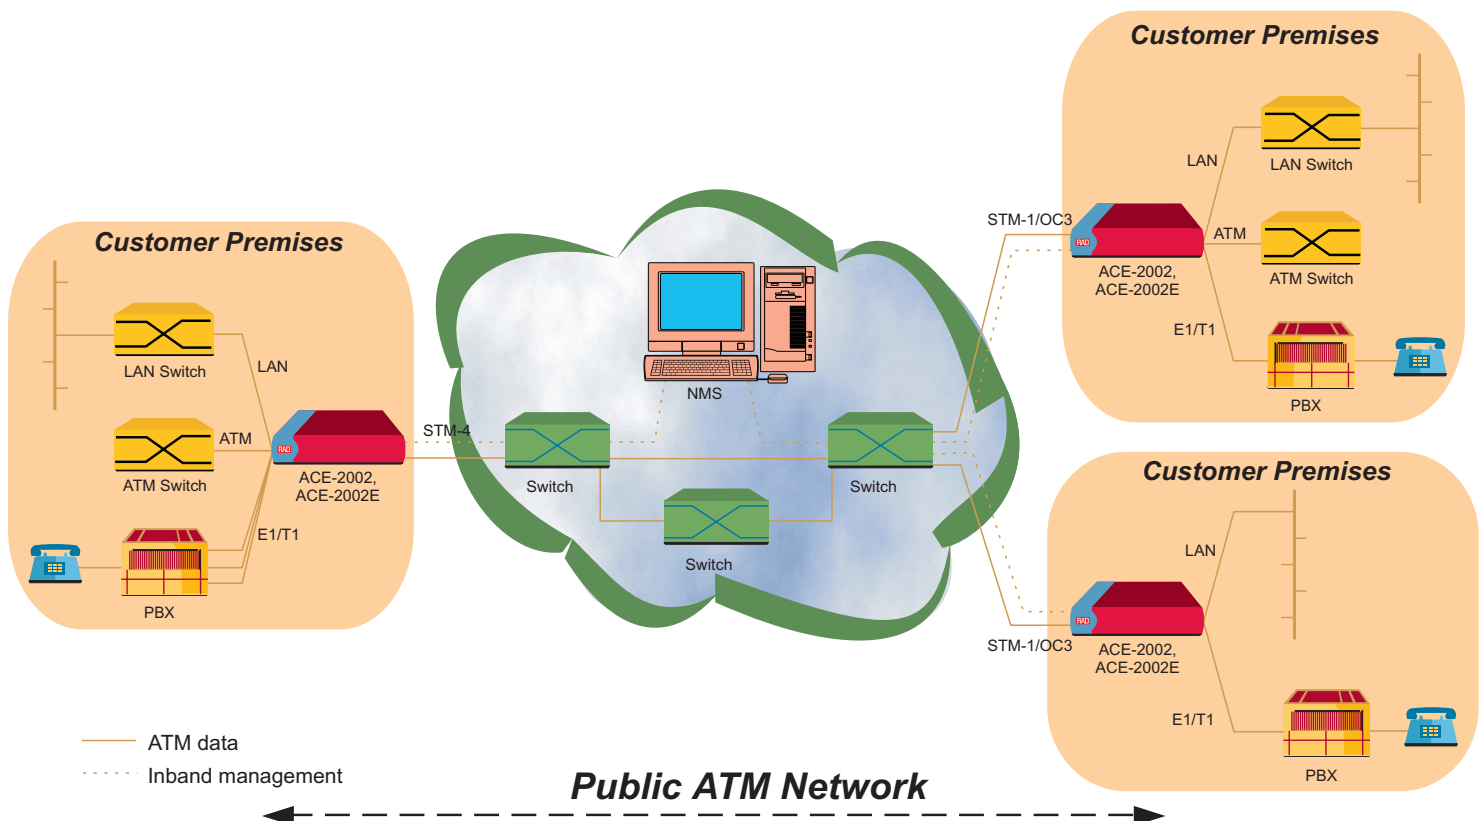 Customer Premises
LAN Switch
LAN
ATM Switch
ATM
RAD
ACE-2002,
ACE-2002E
E1/T1
PBX
STM-4
NMS
Switch
Switch
Switch
Customer Premises
STM-1/OC3
RAD
ACE-2002,
ACE-2002E
LAN
LAN Switch
ATM
ATM Switch
E1/T1
PBX
Customer Premises
STM-1/OC3
RAD
ACE-2002,
ACE-2002E
LAN
E1/T1
PBX
ATM data
Inband management
Public ATM Network